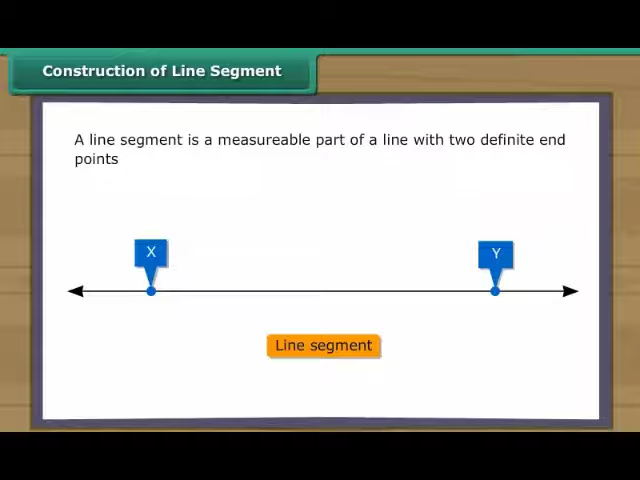 Construction of Line Segment
A line segment is a measureable part of a line with two definite end
points
X
Y
Line segment